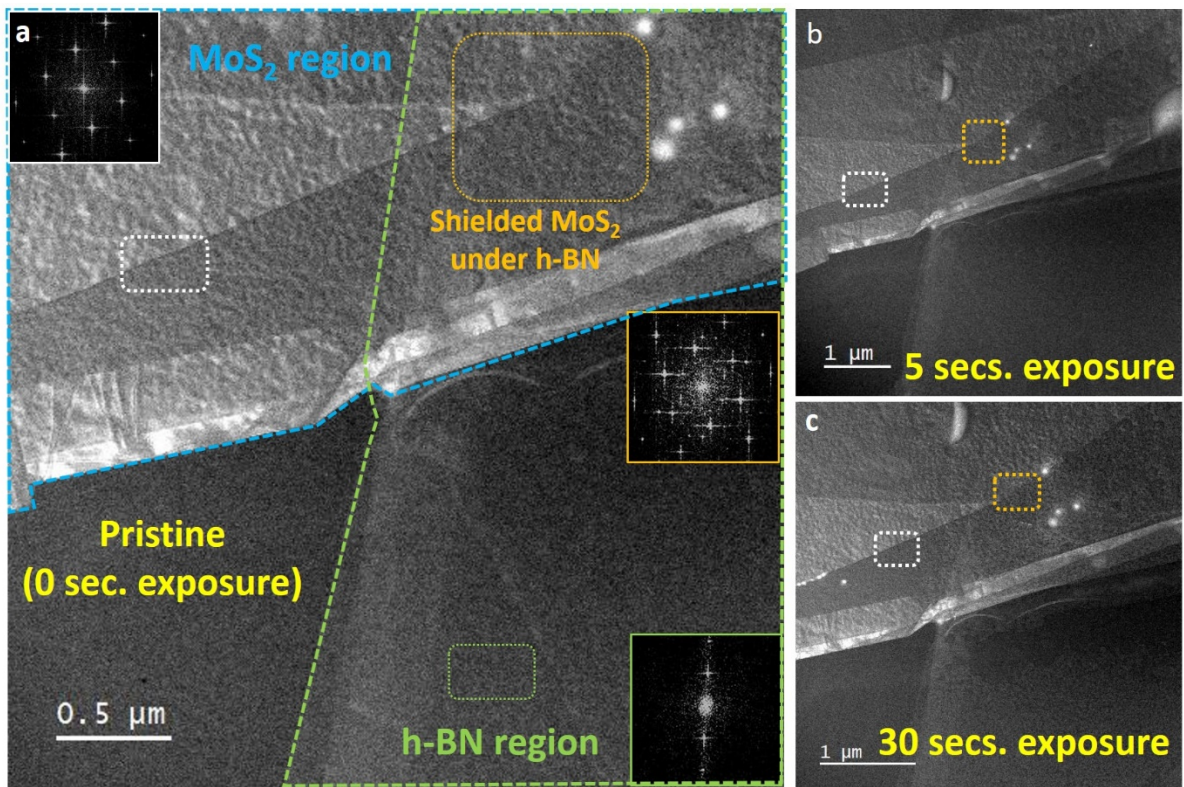 a
MoS₂ region
Shielded MoS₂
under h-BN
Pristine
(0 sec. exposure)
0.5 µm
h-BN region
b
1 µm
5 secs. exposure
c
1 µm
30 secs. exposure